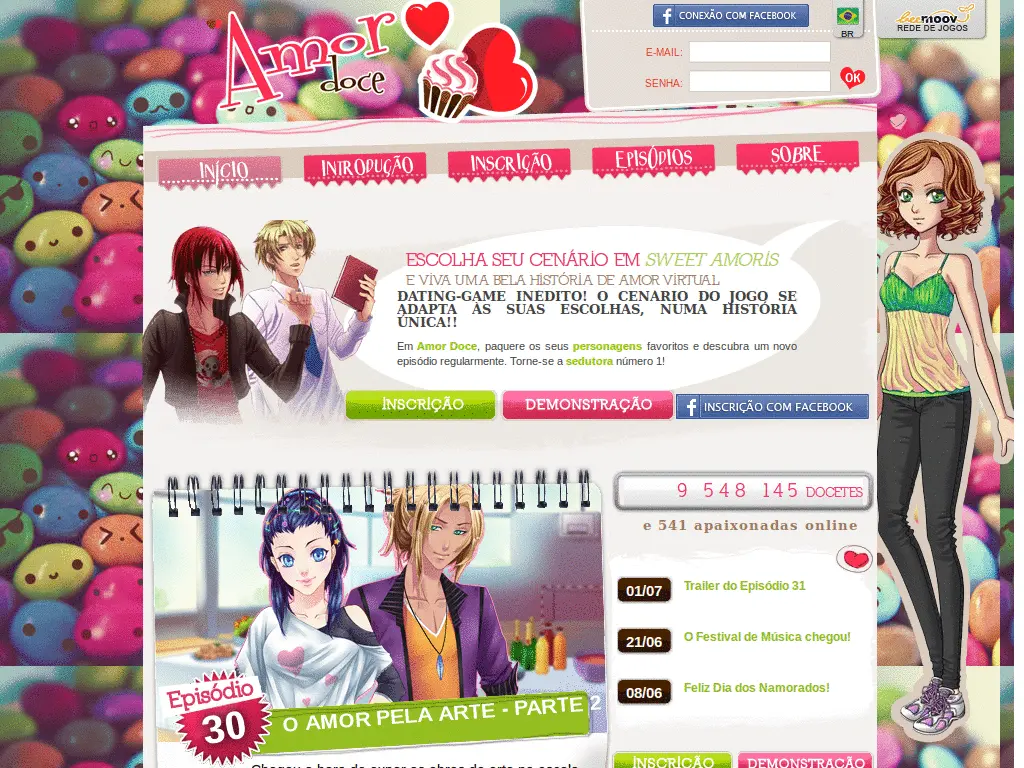 Amor
doce
CONEXÃO COM FACEBOOK
BR
beemoov
REDE DE JOGOS
E-MAIL:
SENHA:
OK
INÍCIO
INTRODUÇÃO
INSCRIÇÃO
EPISÓDIOS
SOBRE
ESCOLHA SEU CENÁRIO EM SWEET AMORIS
E VIVA UMA BELA HISTÓRIA DE AMOR VIRTUAL
DATING-GAME INEDITO! O CENARIO DO JOGO SE
ADAPTA ÀS SUAS ESCOLHAS, NUMA HISTÓRIA
ÚNICA!!
Em Amor Doce, paquere os seus personagens favoritos e descubra um novo
episódio regularmente. Torne-se a sedutora número 1!
INSCRIÇÃO
DEMONSTRAÇÃO
INSCRIÇÃO COM FACEBOOK
9 548 145 DOCETES
e 541 apaixonadas online
01/07
Trailer do Episódio 31
21/06
O Festival de Música chegou!
08/06
Feliz Dia dos Namorados!
Episódio
30
O AMOR PELA ARTE - PARTE 2
INSCRIÇÃO
DEMONSTRAÇÃO